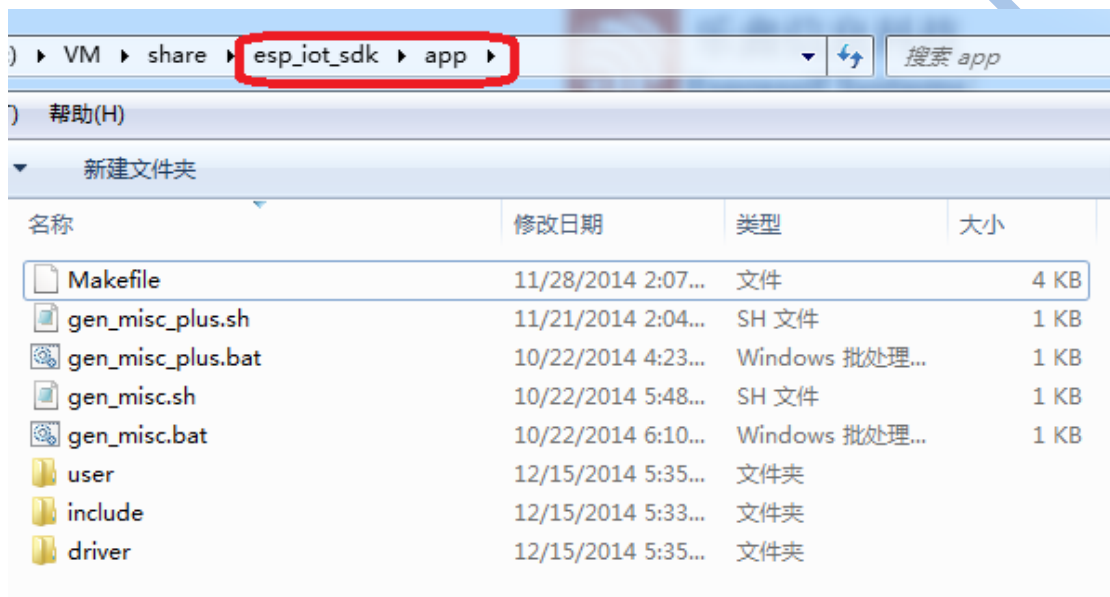 ) ▸ VM ▸ share ▸ esp_iot_sdk ▸ app ▸ 搜索 app
) 帮助(H)
新建文件夹
名称 修改日期 类型 大小
Makefile 11/28/2014 2:07... 文件 4 KB
gen_misc_plus.sh 11/21/2014 2:04... SH 文件 1 KB
gen_misc_plus.bat 10/22/2014 4:23... Windows 批处理... 1 KB
gen_misc.sh 10/22/2014 5:48... SH 文件 1 KB
gen_misc.bat 10/22/2014 6:10... Windows 批处理... 1 KB
user 12/15/2014 5:35... 文件夹
include 12/15/2014 5:33... 文件夹
driver 12/15/2014 5:35... 文件夹